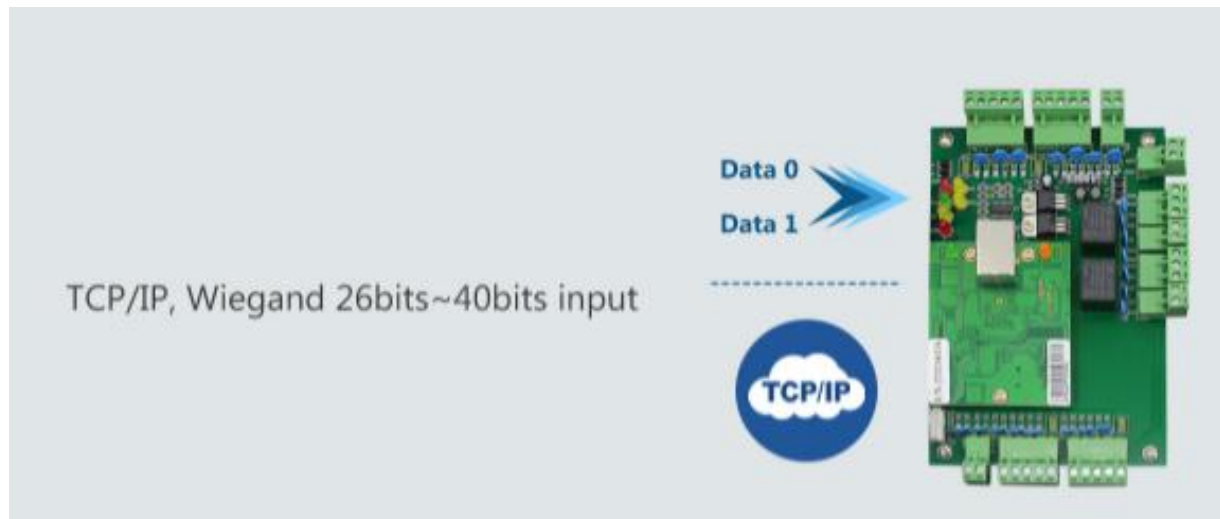 Data 0
Data 1
TCP/IP, Wiegand 26bits~40bits input
TCP/IP